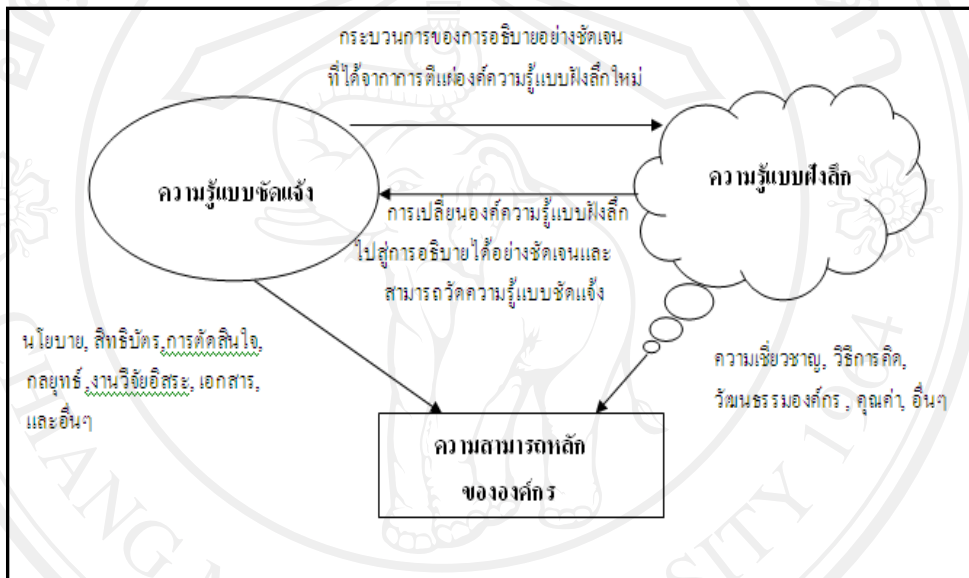 กระบวนการของการอธิบายอย่างชัดเจน
ที่ได้จากาการตีแผ่องค์ความรู้แบบฝังลึกใหม่
ความรู้แบบชัดแจ้ง
ความรู้แบบฝังลึก
การเปลี่ยนองค์ความรู้แบบฝังลึก
ไปสู่การอธิบายได้อย่างชัดเจนและ
สามารถวัดความรู้แบบชัดแจ้ง
นโยบาย, สิทธิบัตร,การตัดสินใจ,
กลยุทธ์ ,งานวิจัยอิสระ, เอกสาร,
และอื่นๆ
ความเชี่ยวชาญ, วิธีการคิด,
วัฒนธรรมองค์กร , คุณค่า, อื่นๆ
ความสามารถหลัก
ขององค์กร